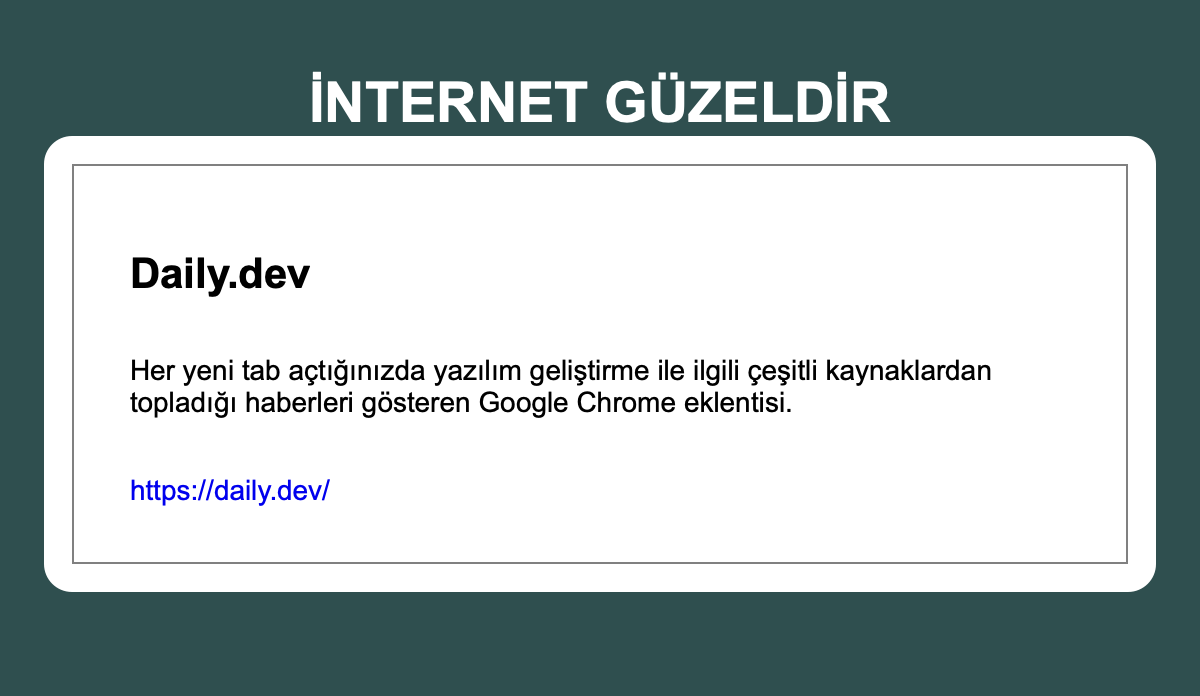 İNTERNET GÜZELDİR
Daily.dev
Her yeni tab açtığınızda yazılım geliştirme ile ilgili çeşitli kaynaklardan
topladığı haberleri gösteren Google Chrome eklentisi.
https://daily.dev/